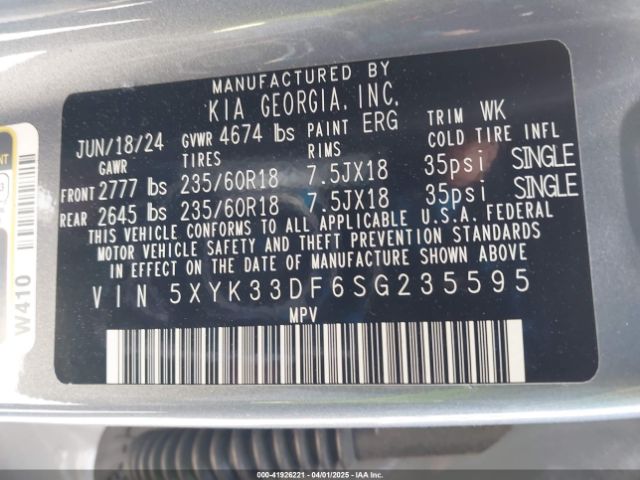 MANUFACTURED BY
KIA GEORGIA, INC.
JUN/18/24 GVWR 4674 lbs PAINT ERG TRIM WK
GAWR TIRES RIMS COLD TIRE INFL
FRONT 2777 lbs 235/60R18 7.5JX18 35psi SINGLE
REAR 2645 lbs 235/60R18 7.5JX18 35psi SINGLE
THIS VEHICLE CONFORMS TO ALL APPLICABLE U.S.A. FEDERAL
MOTOR VEHICLE SAFETY AND THEFT PREVENTION STANDARDS
IN EFFECT ON THE DATE OF MANUFACTURE SHOWN ABOVE
VIN 5XYK33DF6SG235595
MPV
W410
000-41926221 - 04/01/2025 - COPART